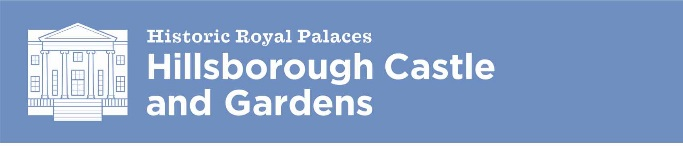 Historic Royal Palaces
Hillsborough Castle
and Gardens